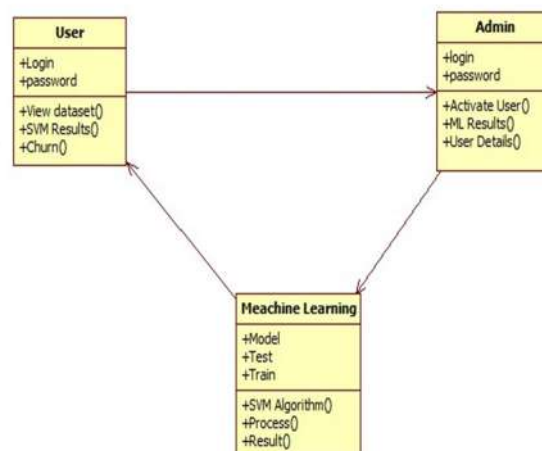 User
+Login
+password
+View dataset()
+SVM Results()
+Churn()
Admin
+login
+password
+Activate User()
+ML Results()
+User Details()
Meachine Learning
+Model
+Test
+Train
+SVM Algorithm()
+Process()
+Result()